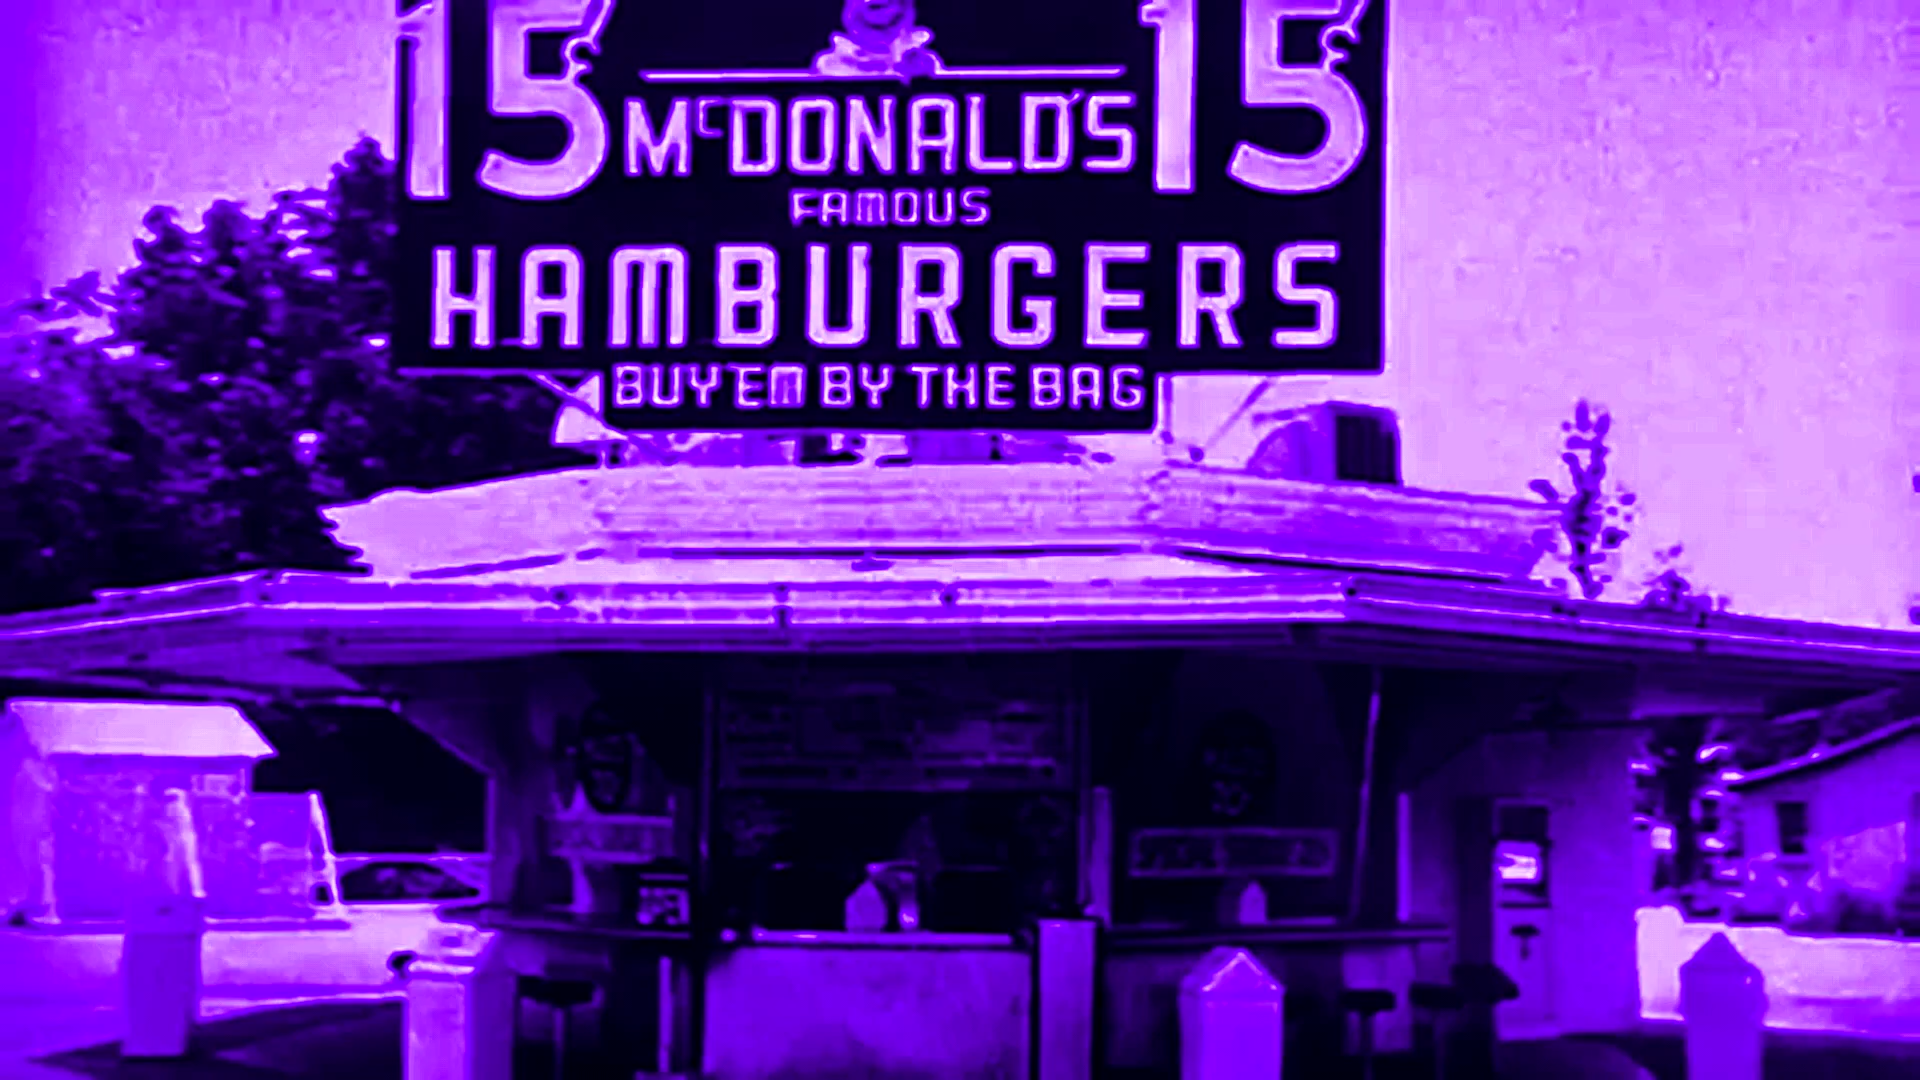 15 15
McDONALD'S
FAMOUS
HAMBURGERS
BUY'EM BY THE BAG